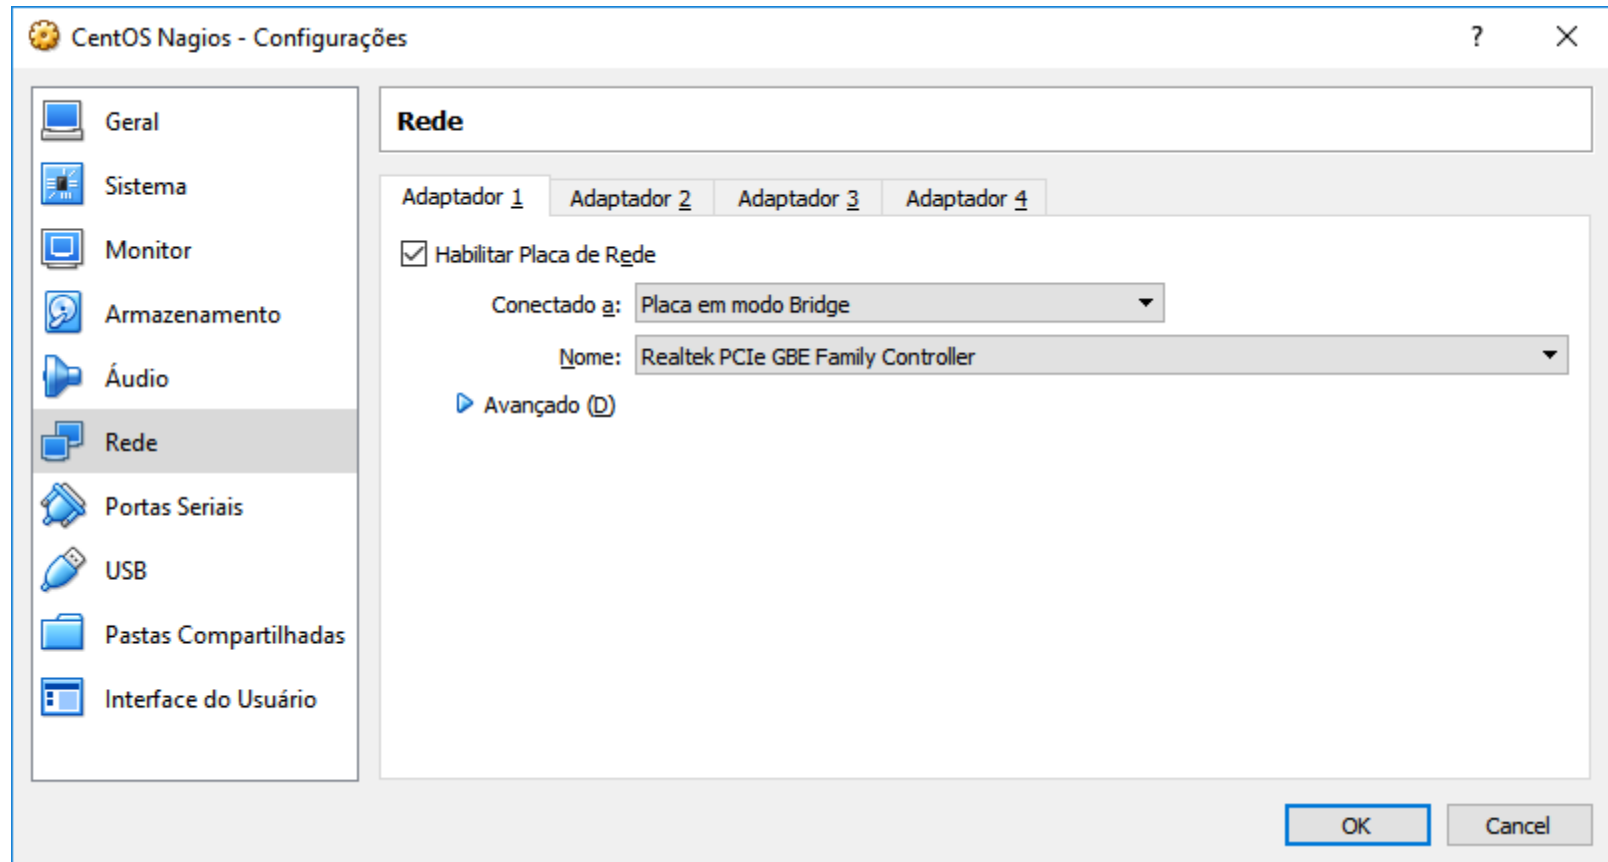 CentOS Nagios - Configurações
?
Geral
Sistema
Monitor
Armazenamento
Áudio
Rede
Portas Seriais
USB
Pastas Compartilhadas
Interface do Usuário
Rede
Adaptador 1 Adaptador 2 Adaptador 3 Adaptador 4
Habilitar Placa de Rede
Conectado a: Placa em modo Bridge
Nome: Realtek PCIe GBE Family Controller
Avançado (D)
OK Cancel